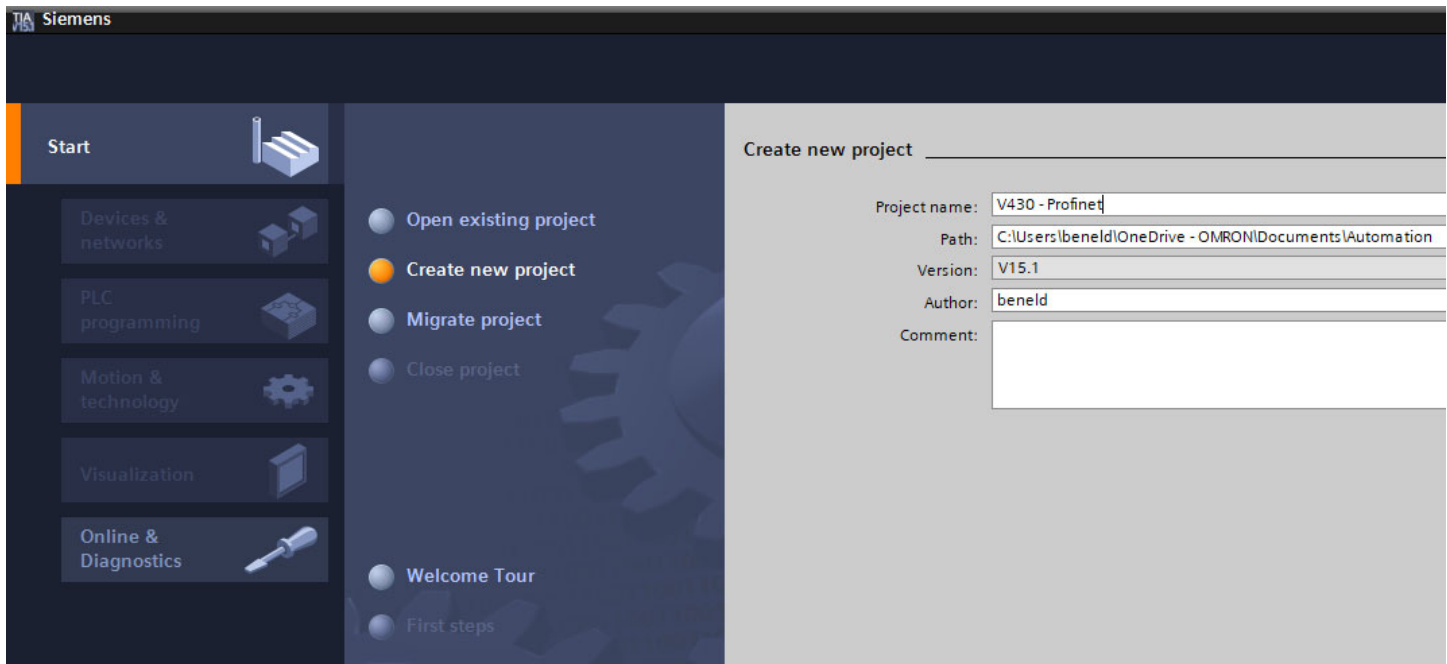 TIA
V15.1
Siemens
Start
Devices &
networks
PLC
programming
Motion &
technology
Visualization
Online &
Diagnostics
Open existing project
Create new project
Migrate project
Close project
Welcome Tour
First steps
Create new project
Project name: V430 - Profinet
Path: C:\Users\beneld\OneDrive - OMRON\Documents\Automation
Version: V15.1
Author: beneld
Comment: